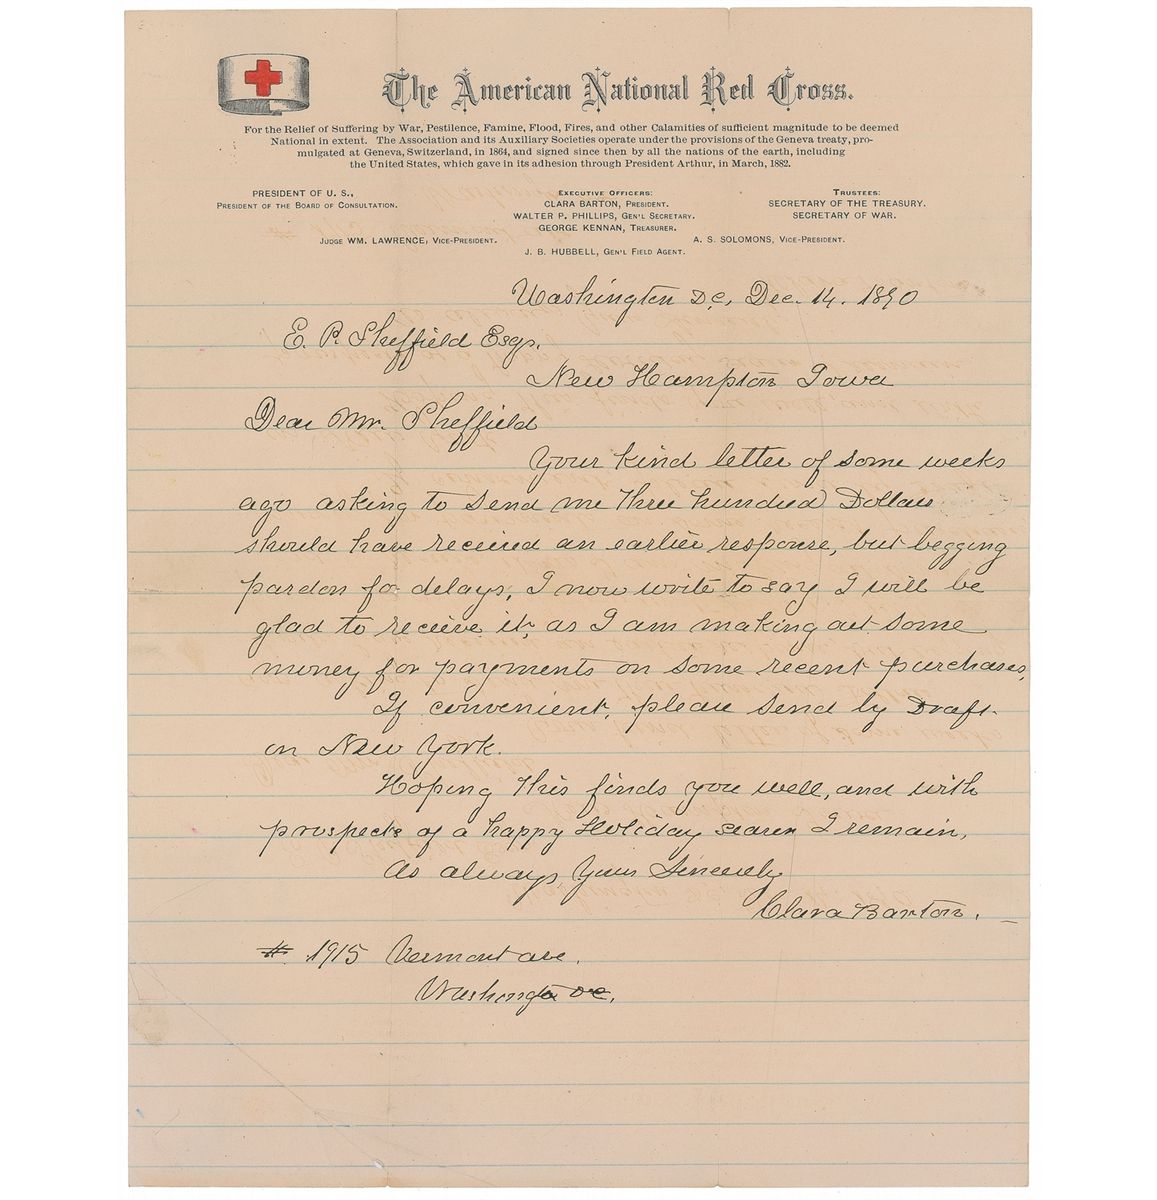 The American National Red Cross.
For the Relief of Suffering by War, Pestilence, Famine, Flood, Fires, and other Calamities of sufficient magnitude to be deemed
National in extent. The Association and its Auxiliary Societies operate under the provisions of the Geneva treaty, pro-
mulgated at Geneva, Switzerland, in 1864, and signed since then by all the nations of the earth, including
the United States, which gave in its adhesion through President Arthur, in March, 1882.
PRESIDENT OF U. S.,
PRESIDENT OF THE BOARD OF CONSULTATION.
EXECUTIVE OFFICERS:
CLARA BARTON, PRESIDENT.
WALTER P. PHILLIPS, GEN'L SECRETARY.
GEORGE KENNAN, TREASURER.
TRUSTEES:
SECRETARY OF THE TREASURY.
SECRETARY OF WAR.
JUDGE WM. LAWRENCE, VICE-PRESIDENT.
A. S. SOLOMONS, VICE-PRESIDENT.
J. B. HUBBELL, GEN'L FIELD AGENT.
Washington D.C, Dec. 14. 1890
E. P. Sheffield Esqr.
New Hampton Iowa
Dear Mr. Sheffield
Your kind letter of some weeks
ago asking to send me three hundred Dollars
should have received an earlier response, but begging
pardon for delays, I now write to say I will be
glad to receive it, as I am making out some
money for payments on some recent purchases.
If convenient, please send by Draft
on New York.
Hoping this finds you well, and with
prospects of a happy Holiday season I remain,
As always, Yours Sincerely
Clara Barton.
#. 1915 Vermont ave.
Washington DC.